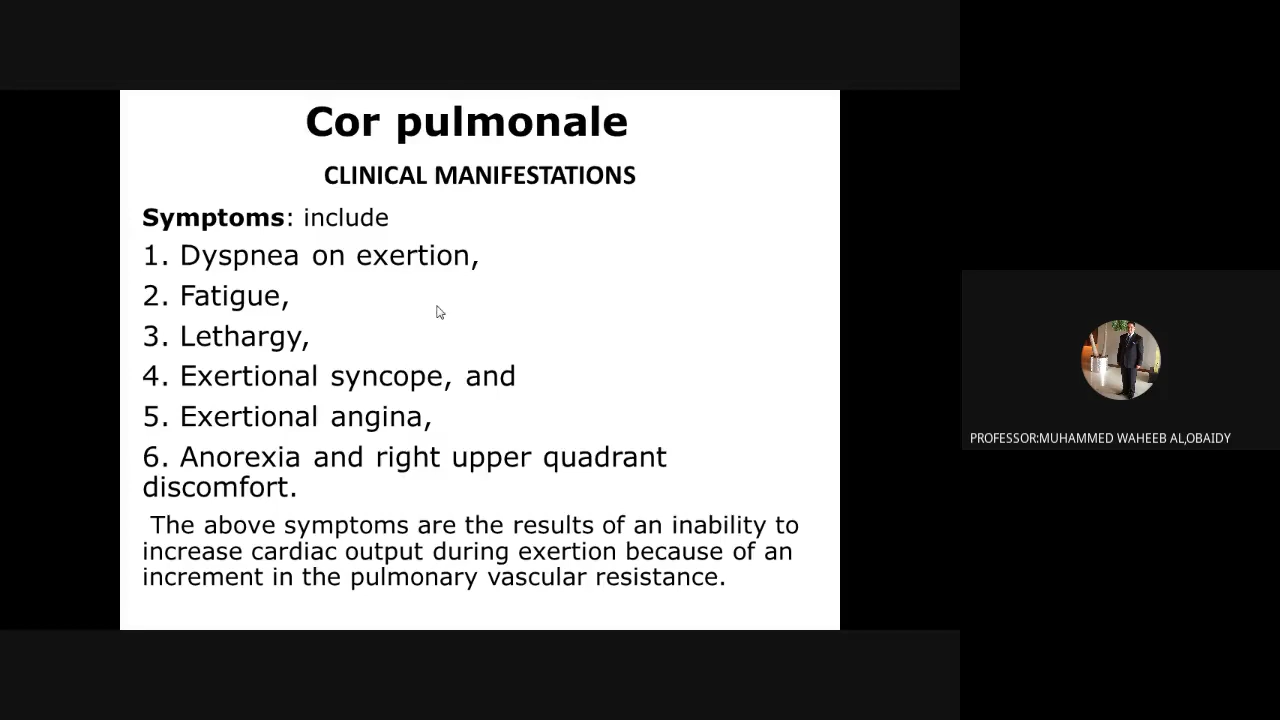 Cor pulmonale
CLINICAL MANIFESTATIONS
Symptoms: include
1. Dyspnea on exertion,
2. Fatigue,
3. Lethargy,
4. Exertional syncope, and
5. Exertional angina,
6. Anorexia and right upper quadrant
discomfort.
The above symptoms are the results of an inability to
increase cardiac output during exertion because of an
increment in the pulmonary vascular resistance.
PROFESSOR:MUHAMMED WAHEEB AL,OBAIDY